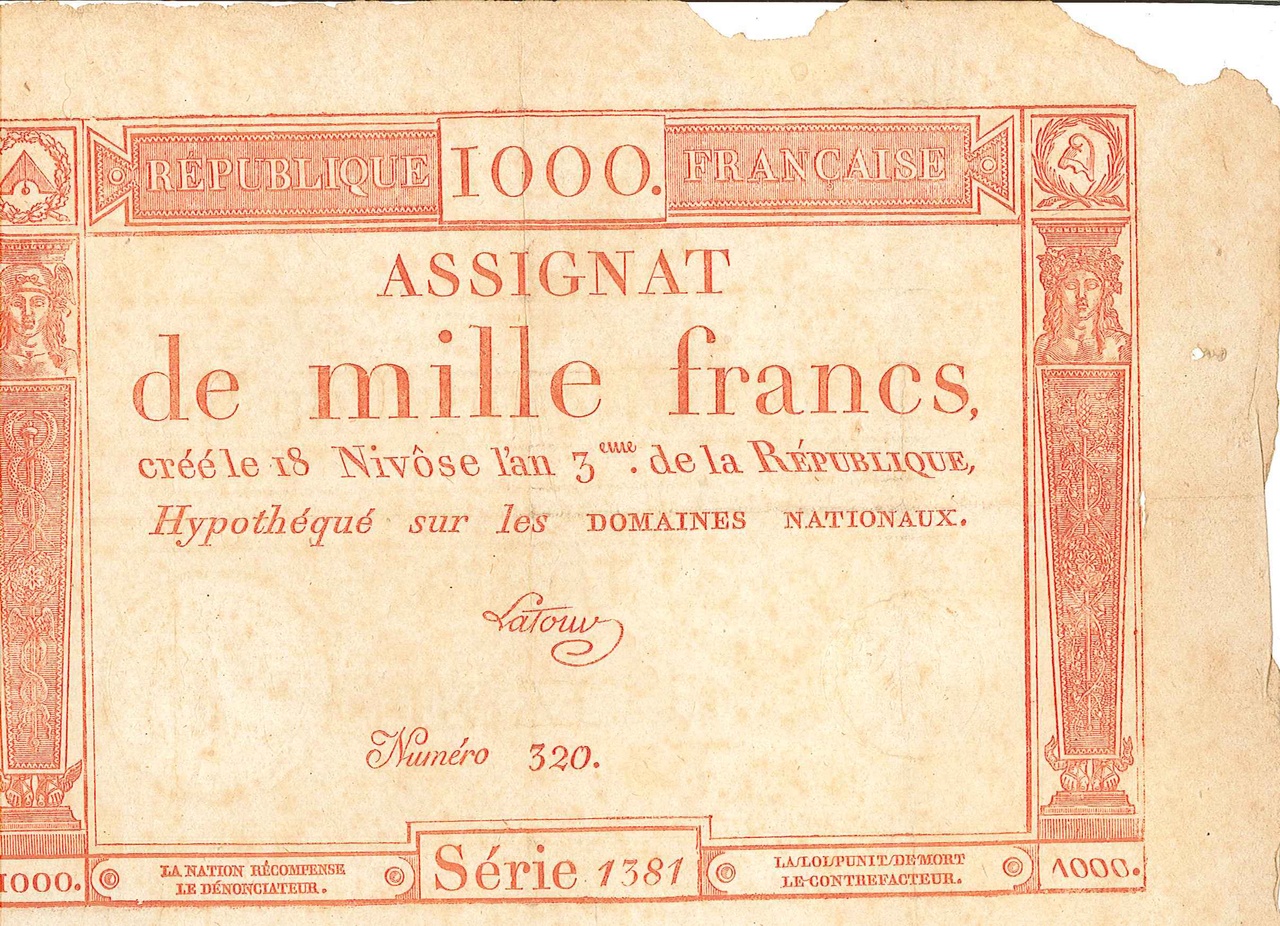 RÉPUBLIQUE 1000. FRANÇAISE
ASSIGNAT
de mille francs,
créé le 18 Nivôse l'an 3eme. de la RÉPUBLIQUE,
Hypothéqué sur les DOMAINES NATIONAUX.
Latour
Numéro 320.
1000.
LA NATION RÉCOMPENSE
LE DÉNONCIATEUR.
Série 1381
LA LOI PUNIT DE MORT
LE CONTREFACTEUR.
1000.